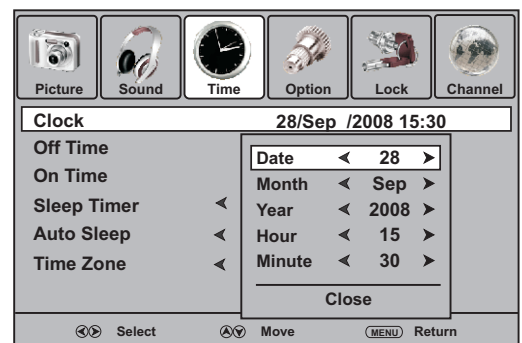 Picture Sound Time Option Lock Channel
Clock 28/Sep /2008 15:30
Off Time
On Time
Sleep Timer
Auto Sleep
Time Zone
Date 28
Month Sep
Year 2008
Hour 15
Minute 30
Close
Select Move MENU Return